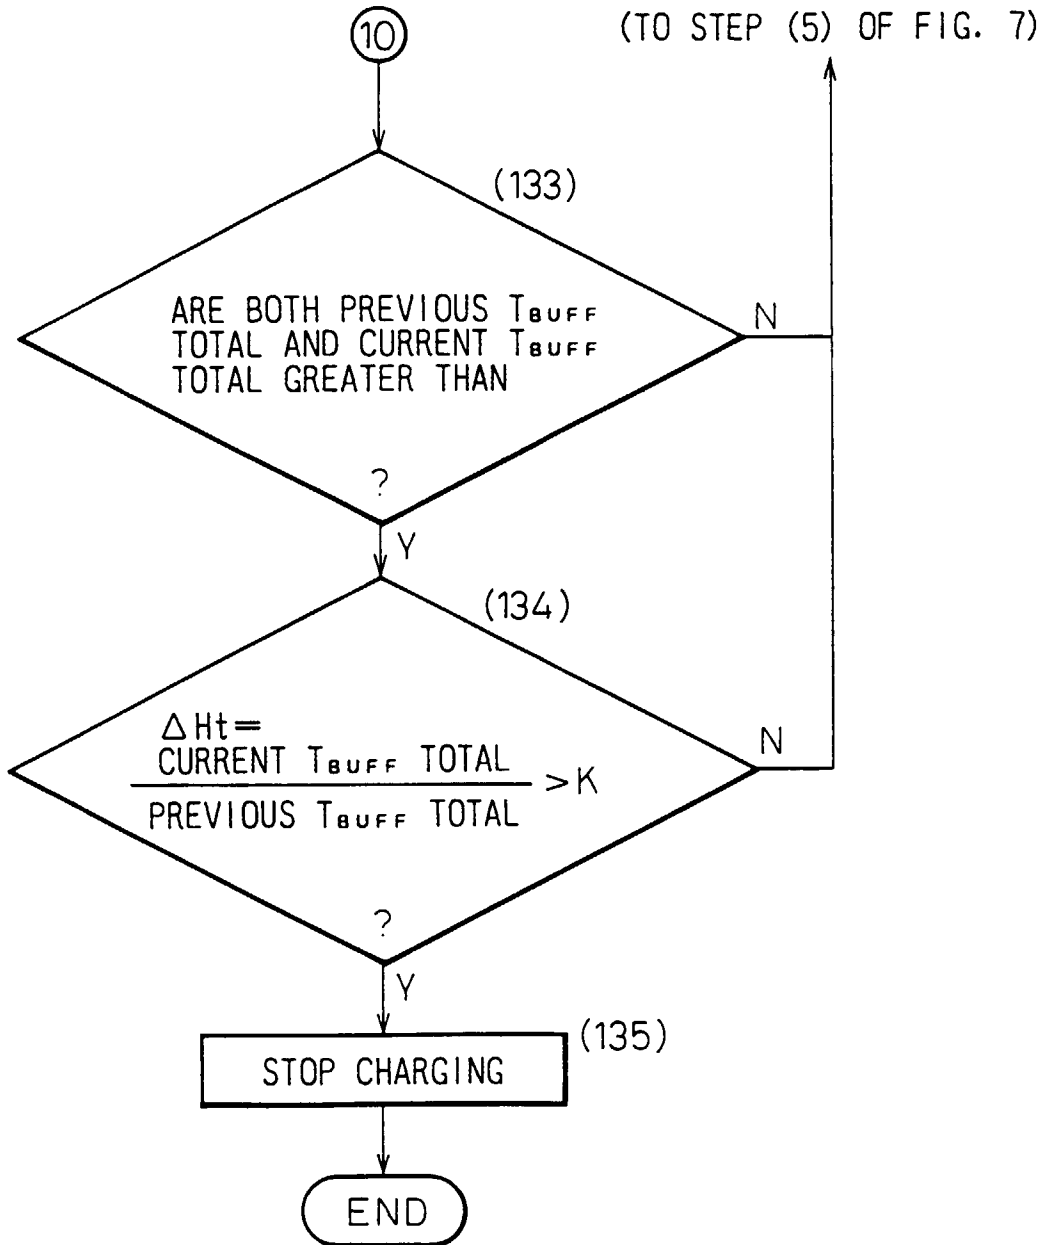 10
(TO STEP (5) OF FIG. 7)
(133)
ARE BOTH PREVIOUS TBUFF
TOTAL AND CURRENT TBUFF
TOTAL GREATER THAN
N
?
Y
(134)
ΔHt=
CURRENT TBUFF TOTAL
PREVIOUS TBUFF TOTAL
>K
N
?
Y
(135)
STOP CHARGING
END